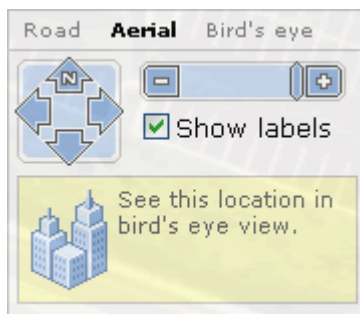 Road Aerial Bird's eye
N
Show labels
See this location in
bird's eye view.